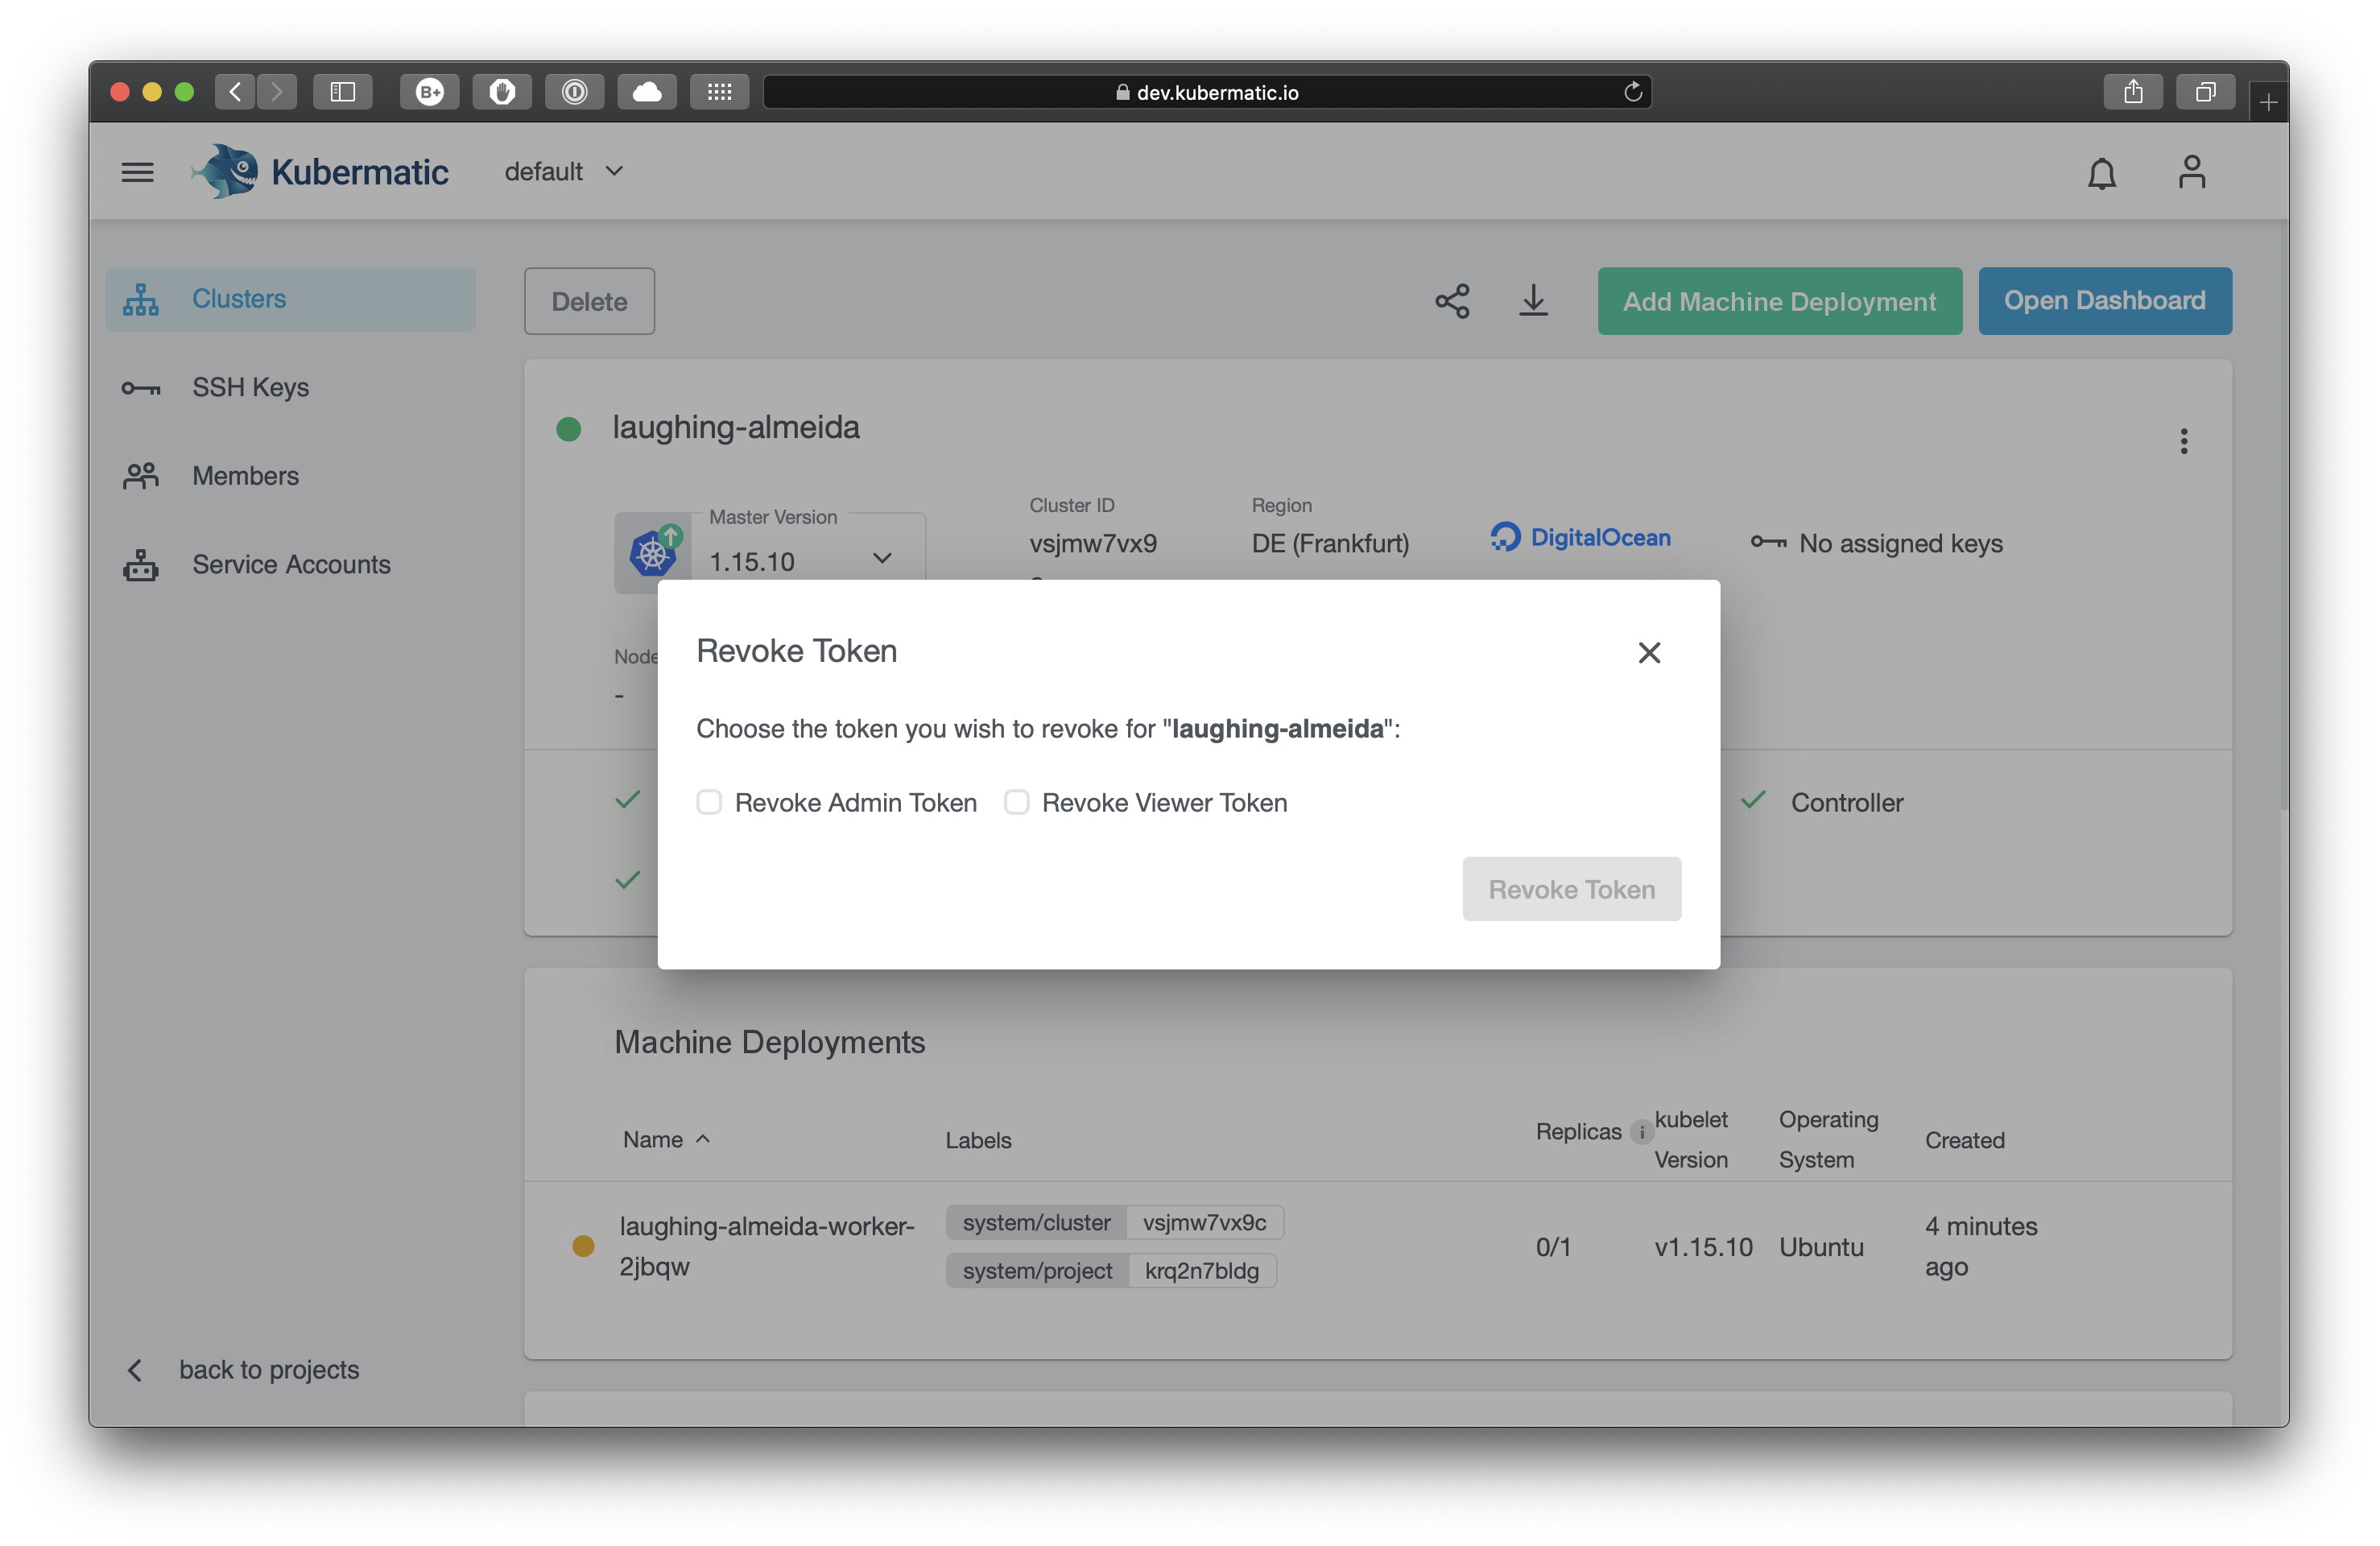 B+
dev.kubermatic.io
Kubermatic
default
Clusters
SSH Keys
Members
Service Accounts
back to projects
Delete
Add Machine Deployment
Open Dashboard
laughing-almeida
Master Version
1.15.10
Cluster ID
vsjmw7vx9
Region
DE (Frankfurt)
DigitalOcean
No assigned keys
Node
-
Revoke Token
Choose the token you wish to revoke for "laughing-almeida":
Revoke Admin Token
Revoke Viewer Token
Revoke Token
Controller
Machine Deployments
Name
Labels
Replicas
i
kubelet
Version
Operating
System
Created
laughing-almeida-worker-
2jbqw
system/cluster vsjmw7vx9c
system/project krq2n7bldg
0/1
v1.15.10
Ubuntu
4 minutes
ago